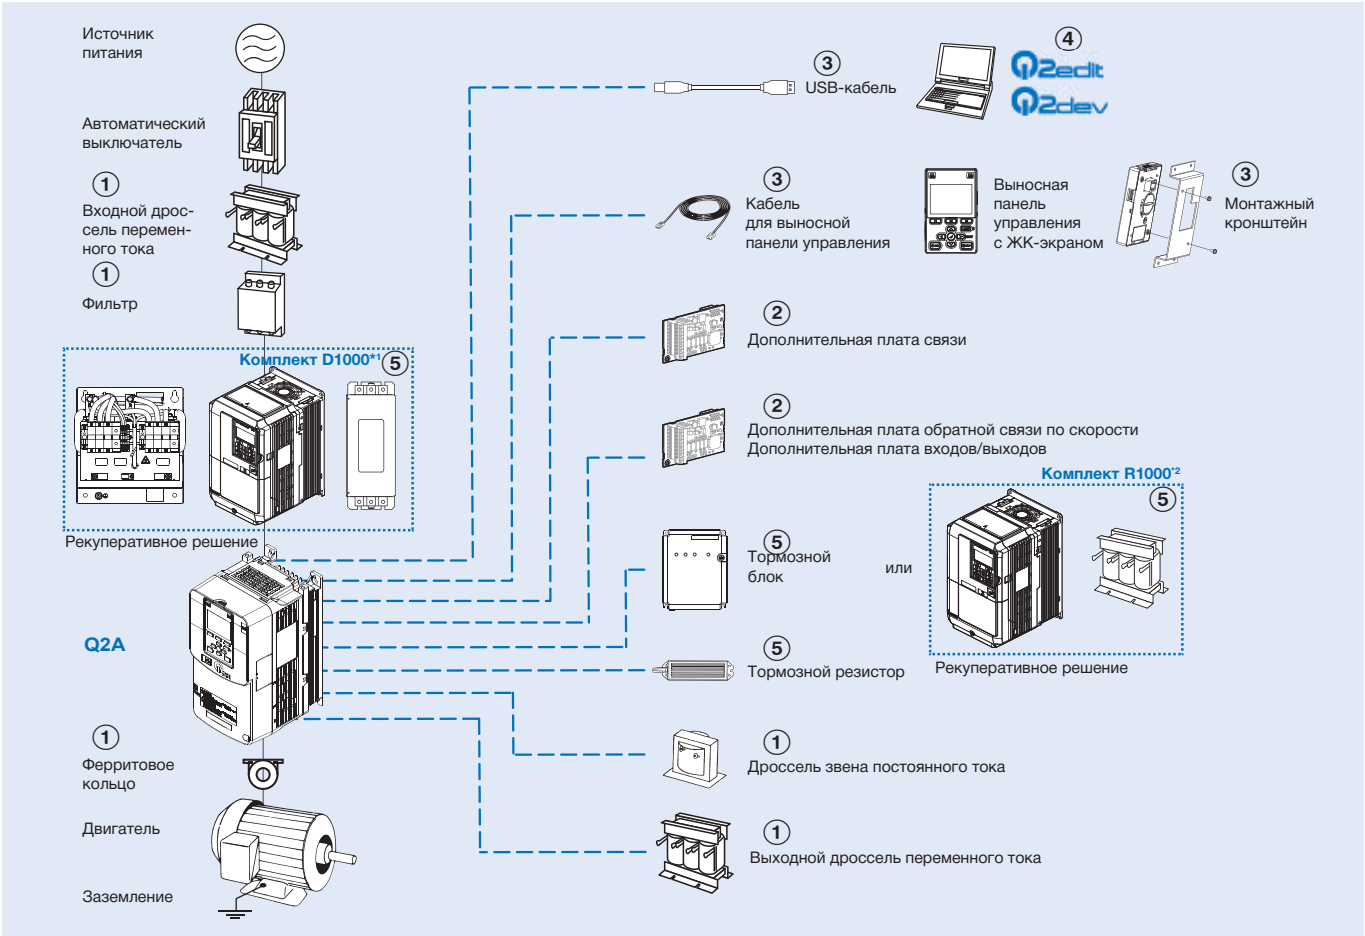 Источник
питания
Автоматический
выключатель
1
Входной дрос-
сель перемен-
ного тока
1
Фильтр
Комплект D1000*1
5
Рекуперативное решение
Q2A
1
Ферритовое
кольцо
Двигатель
Заземление
3
USB-кабель
4
Q2edit
Q2dev
3
Кабель
для выносной
панели управления
Выносная
панель
управления
с ЖК-экраном
3
Монтажный
кронштейн
2
Дополнительная плата связи
2
Дополнительная плата обратной связи по скорости
Дополнительная плата входов/выходов
5
Тормозной
блок
или
Комплект R1000*2
5
Рекуперативное решение
5
Тормозной резистор
1
Дроссель звена постоянного тока
1
Выходной дроссель переменного тока